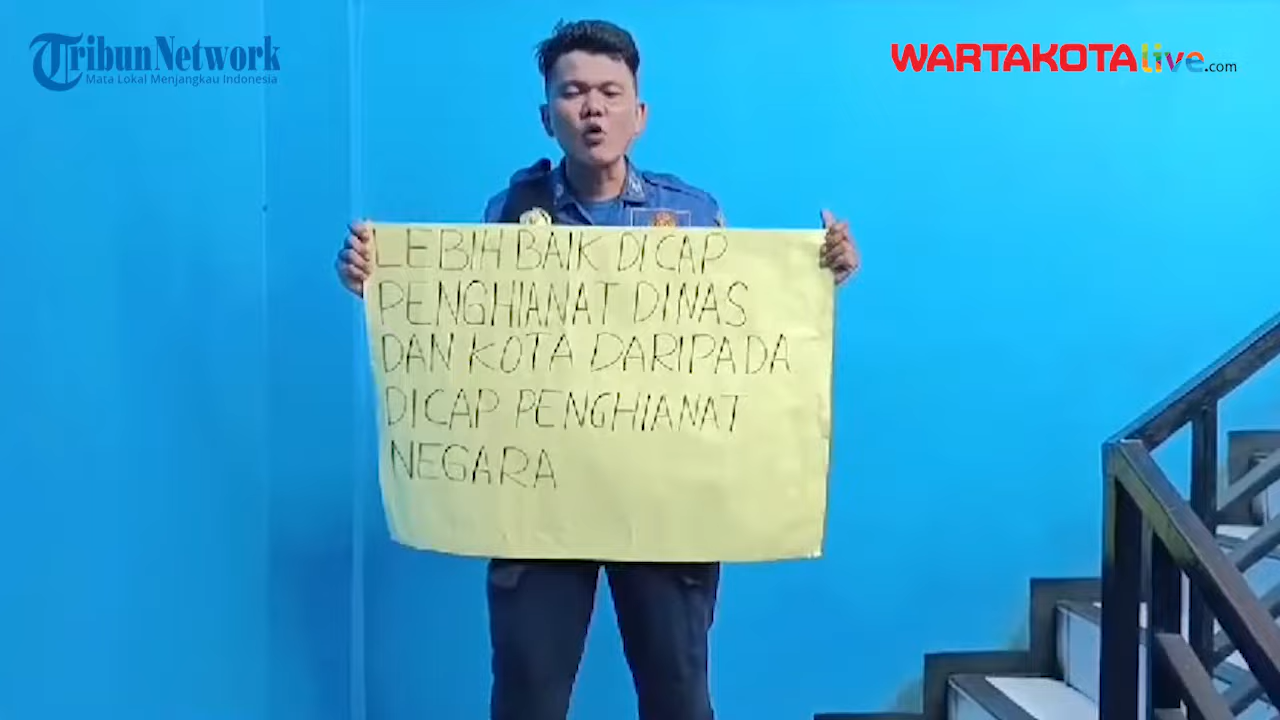 TribunNetwork
Mata Lokal Menjangkau Indonesia
WARTAKOTAlive.com
LEBIH BAIK DICAP
PENGHIANAT DINAS
DAN KOTA DARIPADA
DICAP PENGHIANAT
NEGARA